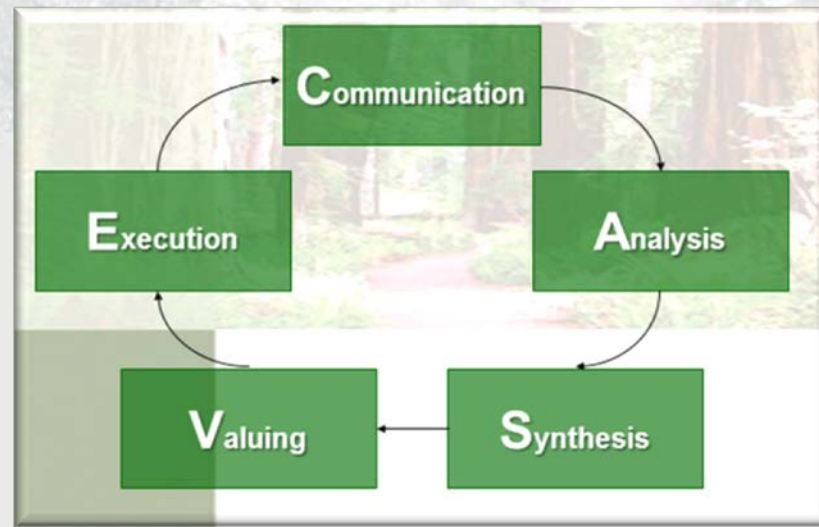 Communication
Analysis
Synthesis
Valuing
Execution